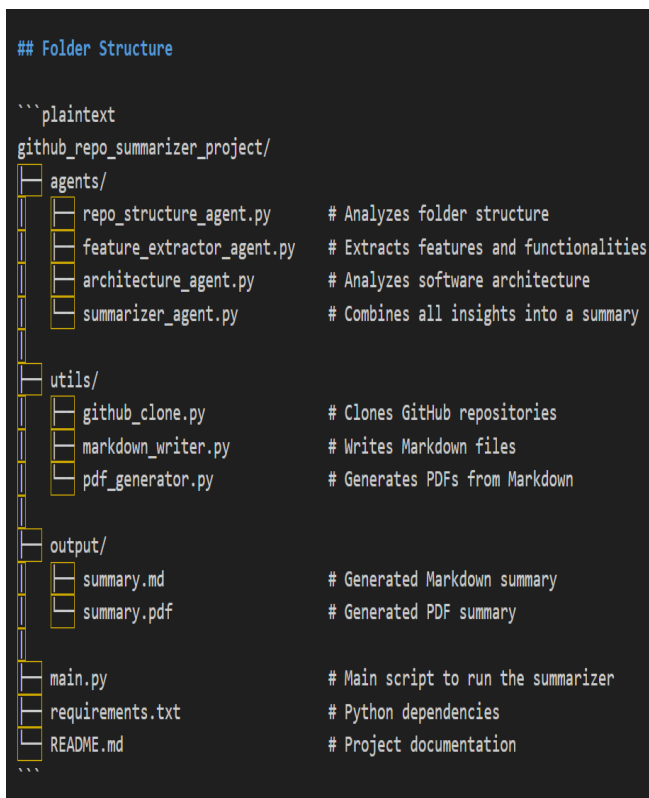 ## Folder Structure
```plaintext
github_repo_summarizer_project/
├── agents/
│   ├── repo_structure_agent.py       # Analyzes folder structure
│   ├── feature_extractor_agent.py    # Extracts features and functionalities
│   ├── architecture_agent.py         # Analyzes software architecture
│   └── summarizer_agent.py           # Combines all insights into a summary
│
├── utils/
│   ├── github_clone.py               # Clones GitHub repositories
│   ├── markdown_writer.py            # Writes Markdown files
│   └── pdf_generator.py              # Generates PDFs from Markdown
│
├── output/
│   ├── summary.md                    # Generated Markdown summary
│   └── summary.pdf                   # Generated PDF summary
│
├── main.py                           # Main script to run the summarizer
├── requirements.txt                  # Python dependencies
└── README.md                         # Project documentation
```